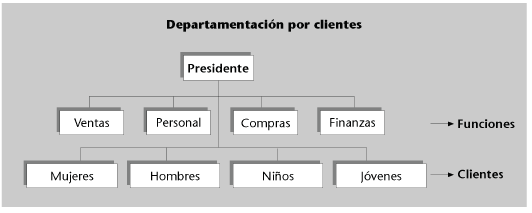 Departamentación por clientes
Presidente
Ventas Personal Compras Finanzas Funciones
Mujeres Hombres Niños Jóvenes Clientes